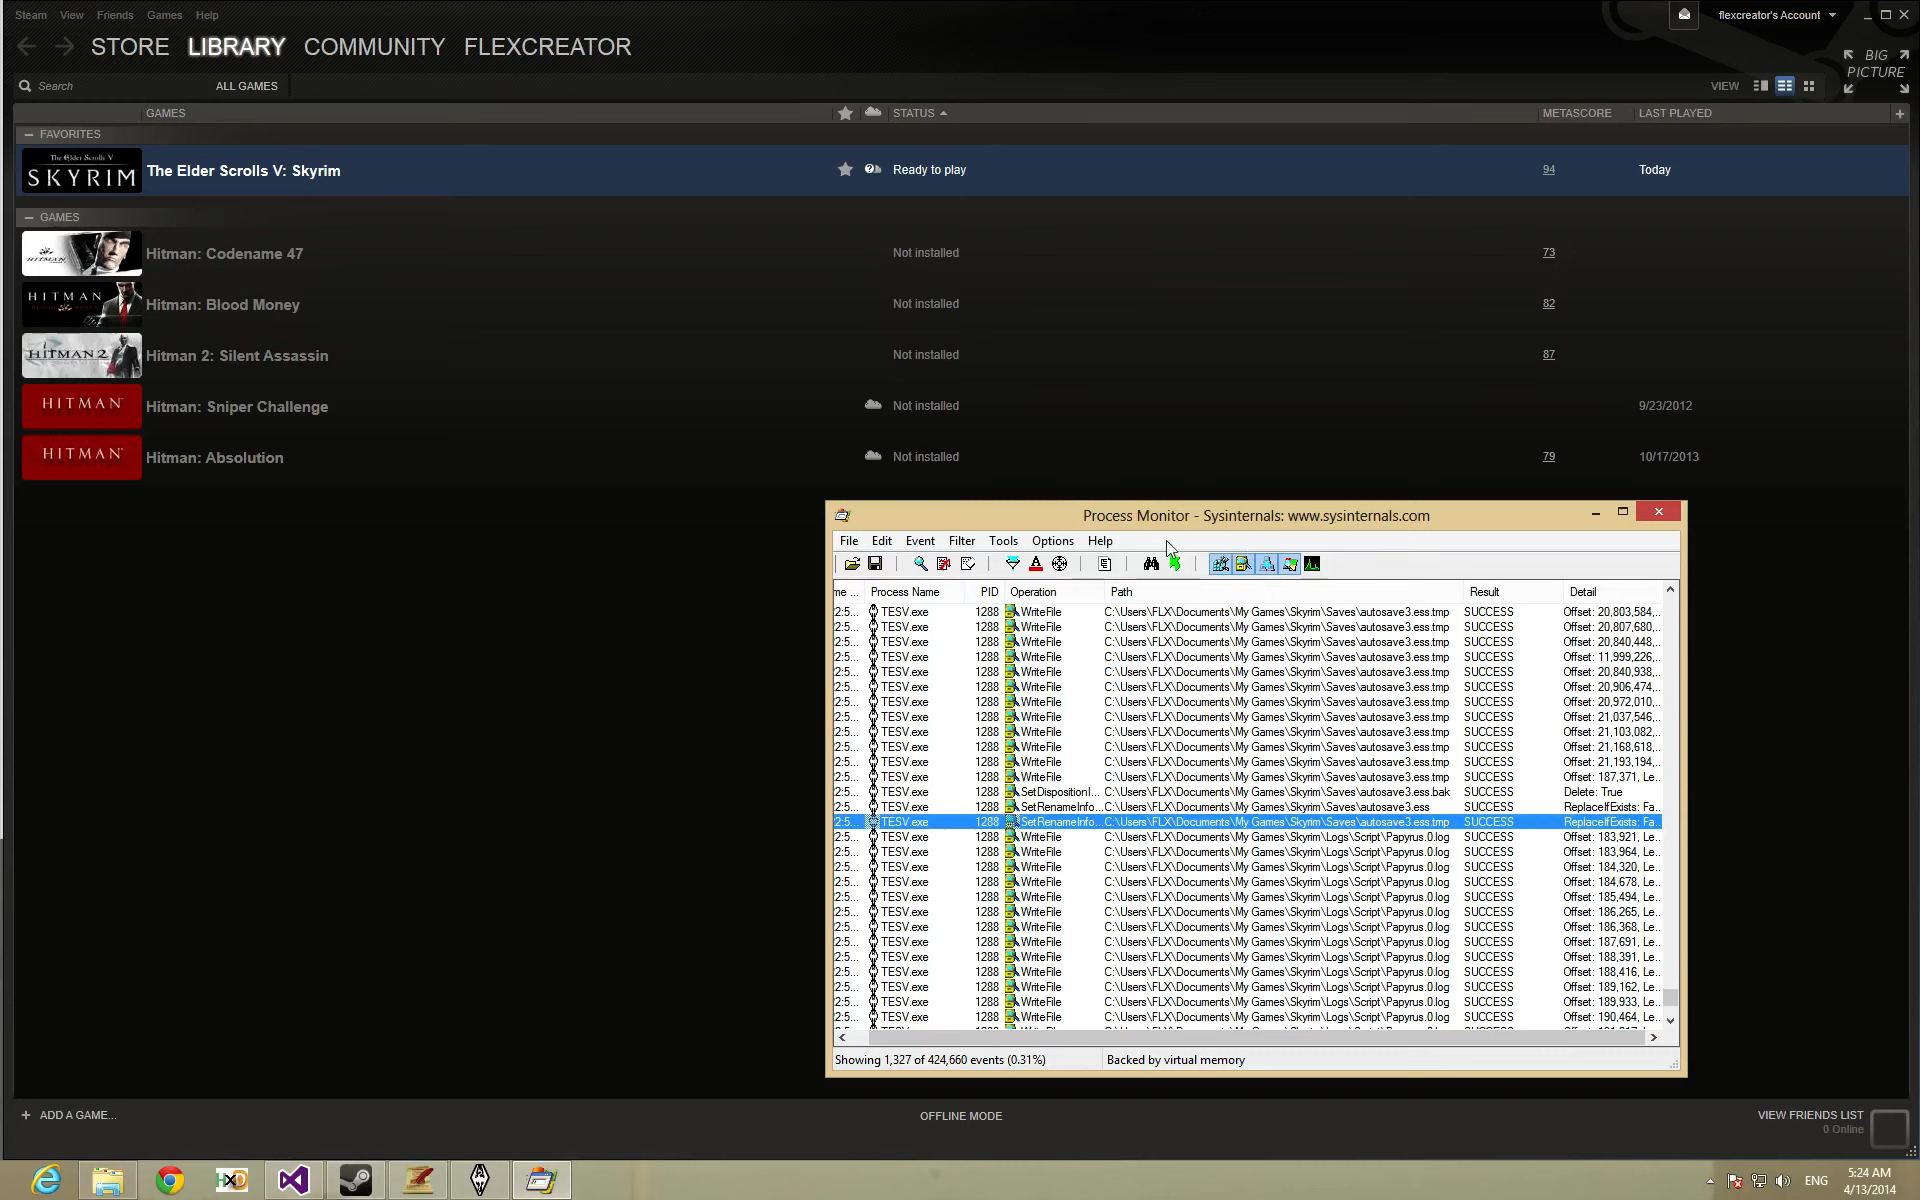 Steam View Friends Games Help
flexcreator's Account
STORE LIBRARY COMMUNITY FLEXCREATOR
BIG PICTURE
Search ALL GAMES VIEW
GAMES STATUS METASCORE LAST PLAYED
FAVORITES
The Elder Scrolls V SKYRIM
The Elder Scrolls V: Skyrim Ready to play 94 Today
GAMES
HITMAN Hitman: Codename 47 Not installed 73
HITMAN Hitman: Blood Money Not installed 82
HITMAN 2 Hitman 2: Silent Assassin Not installed 87
HITMAN Hitman: Sniper Challenge Not installed 9/23/2012
HITMAN Hitman: Absolution Not installed 79 10/17/2013
Process Monitor - Sysinternals: www.sysinternals.com
File Edit Event Filter Tools Options Help
me ... Process Name PID Operation Path Result Detail
2:5... TESV.exe 1288 WriteFile C:\Users\FLX\Documents\My Games\Skyrim\Saves\autosave3.ess.tmp SUCCESS Offset: 20,803,584,...
2:5... TESV.exe 1288 WriteFile C:\Users\FLX\Documents\My Games\Skyrim\Saves\autosave3.ess.tmp SUCCESS Offset: 20,807,680,...
2:5... TESV.exe 1288 WriteFile C:\Users\FLX\Documents\My Games\Skyrim\Saves\autosave3.ess.tmp SUCCESS Offset: 20,840,448,...
2:5... TESV.exe 1288 WriteFile C:\Users\FLX\Documents\My Games\Skyrim\Saves\autosave3.ess.tmp SUCCESS Offset: 11,999,226,...
2:5... TESV.exe 1288 WriteFile C:\Users\FLX\Documents\My Games\Skyrim\Saves\autosave3.ess.tmp SUCCESS Offset: 20,840,938,...
2:5... TESV.exe 1288 WriteFile C:\Users\FLX\Documents\My Games\Skyrim\Saves\autosave3.ess.tmp SUCCESS Offset: 20,906,474,...
2:5... TESV.exe 1288 WriteFile C:\Users\FLX\Documents\My Games\Skyrim\Saves\autosave3.ess.tmp SUCCESS Offset: 20,972,010,...
2:5... TESV.exe 1288 WriteFile C:\Users\FLX\Documents\My Games\Skyrim\Saves\autosave3.ess.tmp SUCCESS Offset: 21,037,546,...
2:5... TESV.exe 1288 WriteFile C:\Users\FLX\Documents\My Games\Skyrim\Saves\autosave3.ess.tmp SUCCESS Offset: 21,103,082,...
2:5... TESV.exe 1288 WriteFile C:\Users\FLX\Documents\My Games\Skyrim\Saves\autosave3.ess.tmp SUCCESS Offset: 21,168,618,...
2:5... TESV.exe 1288 WriteFile C:\Users\FLX\Documents\My Games\Skyrim\Saves\autosave3.ess.tmp SUCCESS Offset: 21,193,194,...
2:5... TESV.exe 1288 WriteFile C:\Users\FLX\Documents\My Games\Skyrim\Saves\autosave3.ess.tmp SUCCESS Offset: 187,371, Le...
2:5... TESV.exe 1288 SetDispositionI... C:\Users\FLX\Documents\My Games\Skyrim\Saves\autosave3.ess.bak SUCCESS Delete: True
2:5... TESV.exe 1288 SetRenameInfo... C:\Users\FLX\Documents\My Games\Skyrim\Saves\autosave3.ess SUCCESS ReplaceIfExists: Fa...
2:5... TESV.exe 1288 SetRenameInfo... C:\Users\FLX\Documents\My Games\Skyrim\Saves\autosave3.ess.tmp SUCCESS ReplaceIfExists: Fa...
2:5... TESV.exe 1288 WriteFile C:\Users\FLX\Documents\My Games\Skyrim\Logs\Script\Papyrus.0.log SUCCESS Offset: 183,921, Le...
2:5... TESV.exe 1288 WriteFile C:\Users\FLX\Documents\My Games\Skyrim\Logs\Script\Papyrus.0.log SUCCESS Offset: 183,964, Le...
2:5... TESV.exe 1288 WriteFile C:\Users\FLX\Documents\My Games\Skyrim\Logs\Script\Papyrus.0.log SUCCESS Offset: 184,320, Le...
2:5... TESV.exe 1288 WriteFile C:\Users\FLX\Documents\My Games\Skyrim\Logs\Script\Papyrus.0.log SUCCESS Offset: 184,678, Le...
2:5... TESV.exe 1288 WriteFile C:\Users\FLX\Documents\My Games\Skyrim\Logs\Script\Papyrus.0.log SUCCESS Offset: 185,494, Le...
2:5... TESV.exe 1288 WriteFile C:\Users\FLX\Documents\My Games\Skyrim\Logs\Script\Papyrus.0.log SUCCESS Offset: 186,265, Le...
2:5... TESV.exe 1288 WriteFile C:\Users\FLX\Documents\My Games\Skyrim\Logs\Script\Papyrus.0.log SUCCESS Offset: 186,368, Le...
2:5... TESV.exe 1288 WriteFile C:\Users\FLX\Documents\My Games\Skyrim\Logs\Script\Papyrus.0.log SUCCESS Offset: 187,691, Le...
2:5... TESV.exe 1288 WriteFile C:\Users\FLX\Documents\My Games\Skyrim\Logs\Script\Papyrus.0.log SUCCESS Offset: 188,391, Le...
2:5... TESV.exe 1288 WriteFile C:\Users\FLX\Documents\My Games\Skyrim\Logs\Script\Papyrus.0.log SUCCESS Offset: 188,416, Le...
2:5... TESV.exe 1288 WriteFile C:\Users\FLX\Documents\My Games\Skyrim\Logs\Script\Papyrus.0.log SUCCESS Offset: 189,162, Le...
2:5... TESV.exe 1288 WriteFile C:\Users\FLX\Documents\My Games\Skyrim\Logs\Script\Papyrus.0.log SUCCESS Offset: 189,933, Le...
2:5... TESV.exe 1288 WriteFile C:\Users\FLX\Documents\My Games\Skyrim\Logs\Script\Papyrus.0.log SUCCESS Offset: 190,464, Le...
Showing 1,327 of 424,660 events (0.31%) Backed by virtual memory
ADD A GAME... OFFLINE MODE VIEW FRIENDS LIST
0 Online
HXD ENG 5:24 AM
4/13/2014